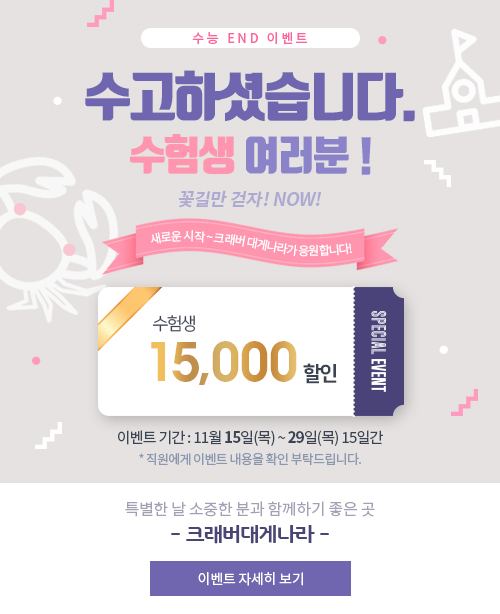 수능 END 이벤트
수고하셨습니다.
수험생 여러분 !
꽃길만 걷자! NOW!
새로운 시작 ~ 크래버 대게나라가 응원합니다!
수험생
15,000 할인
SPECIAL EVENT
이벤트 기간 : 11월 15일(목) ~ 29일(목) 15일간
* 직원에게 이벤트 내용을 확인 부탁드립니다.
특별한 날 소중한 분과 함께하기 좋은 곳
- 크래버대게나라 -
이벤트 자세히 보기